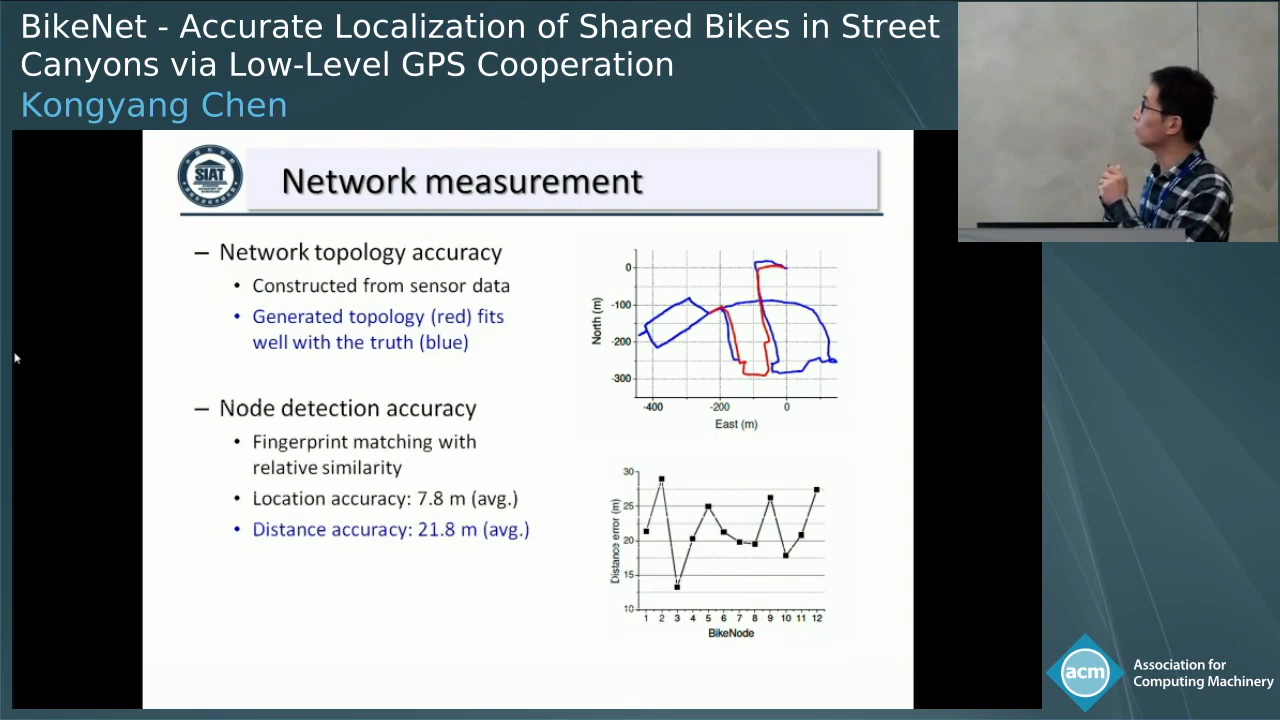 BikeNet - Accurate Localization of Shared Bikes in Street
Canyons via Low-Level GPS Cooperation
Kongyang Chen
SIAT
Network measurement
– Network topology accuracy
• Constructed from sensor data
• Generated topology (red) fits
well with the truth (blue)
– Node detection accuracy
• Fingerprint matching with
relative similarity
• Location accuracy: 7.8 m (avg.)
• Distance accuracy: 21.8 m (avg.)
North (m)
0
-100
-200
-300
-400 -200 0
East (m)
Distance error (m)
30
25
20
15
10
1 2 3 4 5 6 7 8 9 10 11 12
BikeNode
acm
Association for
Computing Machinery